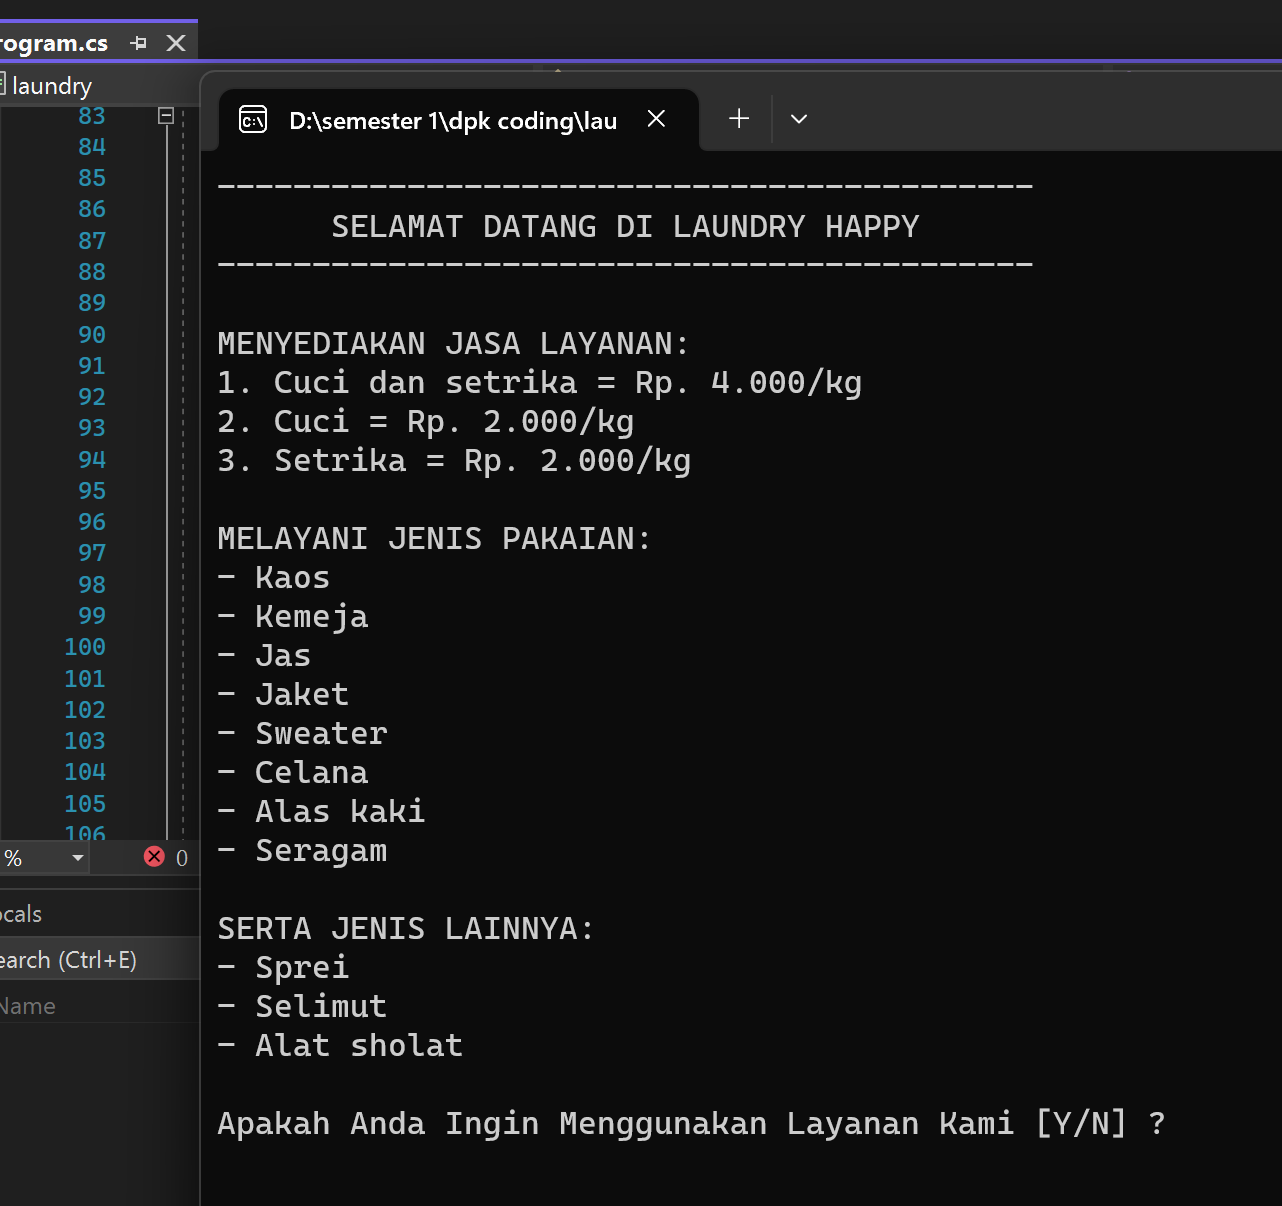 rogram.cs
laundry
D:\semester 1\dpk coding\lau
83
84
85
86
87
88
89
90
91
92
93
94
95
96
97
98
99
100
101
102
103
104
105
106
% 0
ocals
earch (Ctrl+E)
Name
-------------------------------------------
SELAMAT DATANG DI LAUNDRY HAPPY
-------------------------------------------
MENYEDIAKAN JASA LAYANAN:
1. Cuci dan setrika = Rp. 4.000/kg
2. Cuci = Rp. 2.000/kg
3. Setrika = Rp. 2.000/kg
MELAYANI JENIS PAKAIAN:
- Kaos
- Kemeja
- Jas
- Jaket
- Sweater
- Celana
- Alas kaki
- Seragam
SERTA JENIS LAINNYA:
- Sprei
- Selimut
- Alat sholat
Apakah Anda Ingin Menggunakan Layanan Kami [Y/N] ?